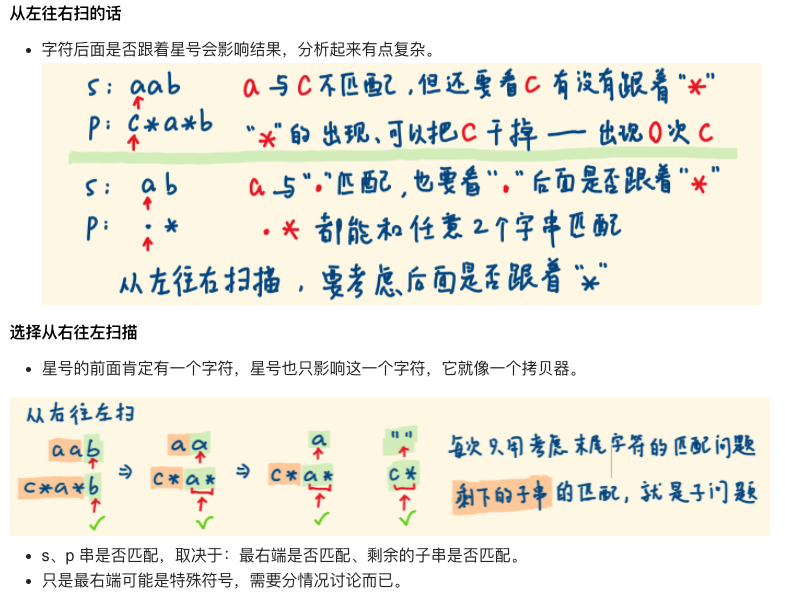 从左往右扫的话
• 字符后面是否跟着星号会影响结果，分析起来有点复杂。
s: aab a 与 c 不匹配,但还要看 c 有没有跟着 "*"
p: c*a*b "*"的 出现、可以把 c 干掉 —— 出现 0 次 c
s: ab a 与"."匹配,也要看"."后面是否跟着"*"
p: .* .* 都能和任意2个字串匹配
从左往右扫描,要考虑后面是否跟着"*"
选择从右往左扫描
• 星号的前面肯定有一个字符，星号也只影响这一个字符，它就像一个拷贝器。
从右往左扫
aab ⇒ aa ⇒ a "" 每次只用考虑 末尾字符的匹配问题
c*a*b c*a* c*a* c* 剩下的子串的匹配,就是子问题
• s、p 串是否匹配，取决于：最右端是否匹配、剩余的子串是否匹配。
• 只是最右端可能是特殊符号，需要分情况讨论而已。